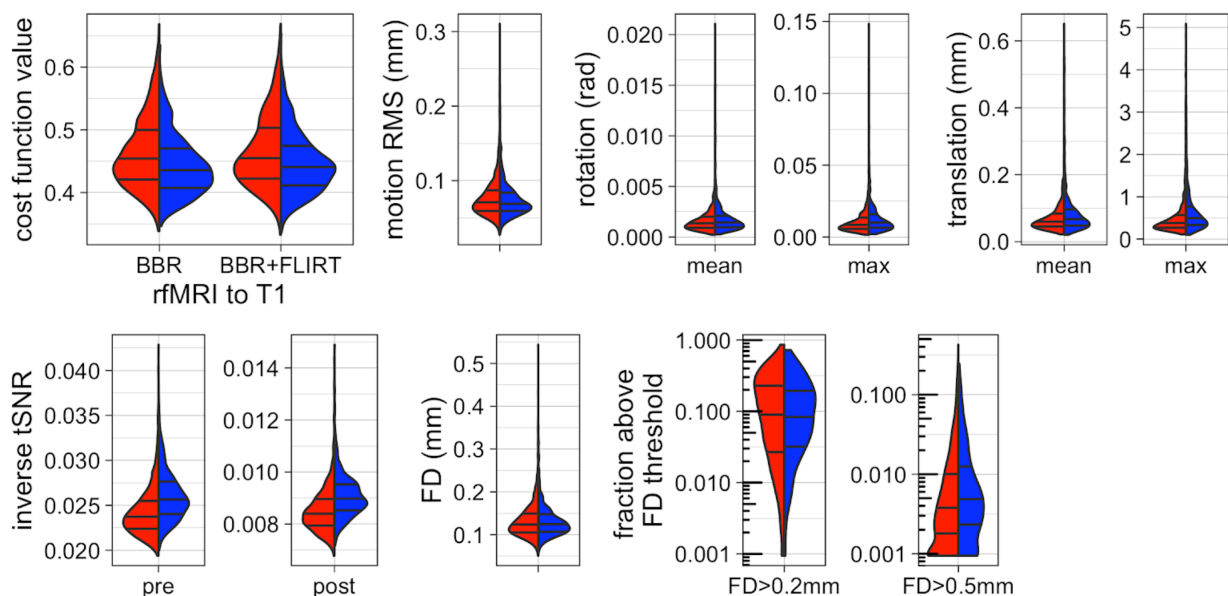 cost function value
0.6
0.5
0.4
BBR
BBR+FLIRT
rfMRI to T1
motion RMS (mm)
0.3
0.2
0.1
rotation (rad)
0.020
0.015
0.010
0.005
0.000
mean
0.15
0.10
0.05
0.00
max
translation (mm)
0.6
0.4
0.2
0.0
mean
5
4
3
2
1
0
max
inverse tSNR
0.040
0.035
0.030
0.025
0.020
pre
0.014
0.012
0.010
0.008
post
FD (mm)
0.5
0.4
0.3
0.2
0.1
fraction above
FD threshold
1.000
0.100
0.010
0.001
FD>0.2mm
0.100
0.010
0.001
FD>0.5mm